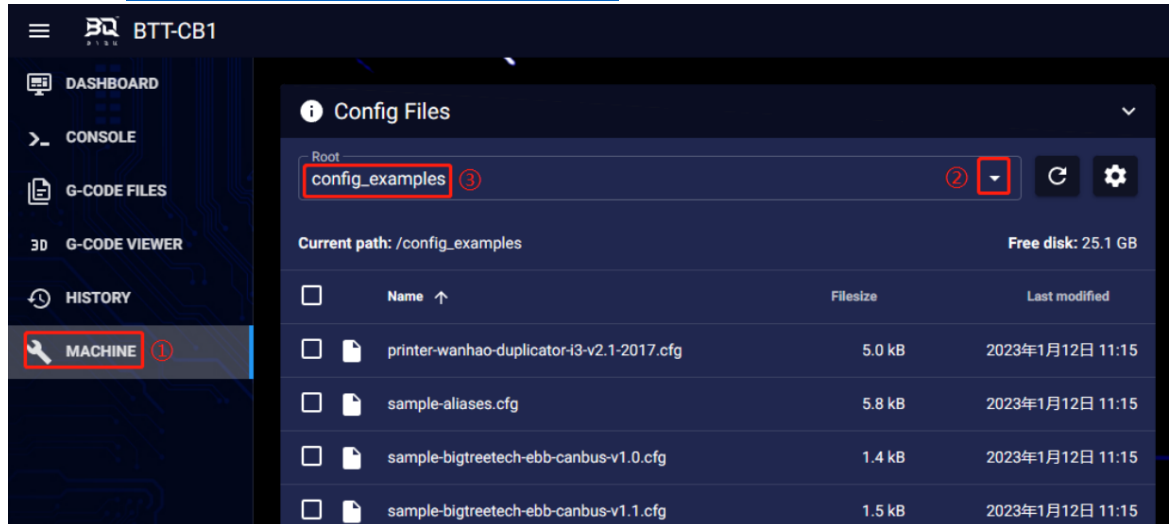 BTT-CB1
DASHBOARD
CONSOLE
G-CODE FILES
3D G-CODE VIEWER
HISTORY
MACHINE ①
Config Files
Root
config_examples ③ ②
Current path: /config_examples Free disk: 25.1 GB
Name ↑ Filesize Last modified
printer-wanhao-duplicator-i3-v2.1-2017.cfg 5.0 kB 2023年1月12日 11:15
sample-aliases.cfg 5.8 kB 2023年1月12日 11:15
sample-bigtreetech-ebb-canbus-v1.0.cfg 1.4 kB 2023年1月12日 11:15
sample-bigtreetech-ebb-canbus-v1.1.cfg 1.5 kB 2023年1月12日 11:15